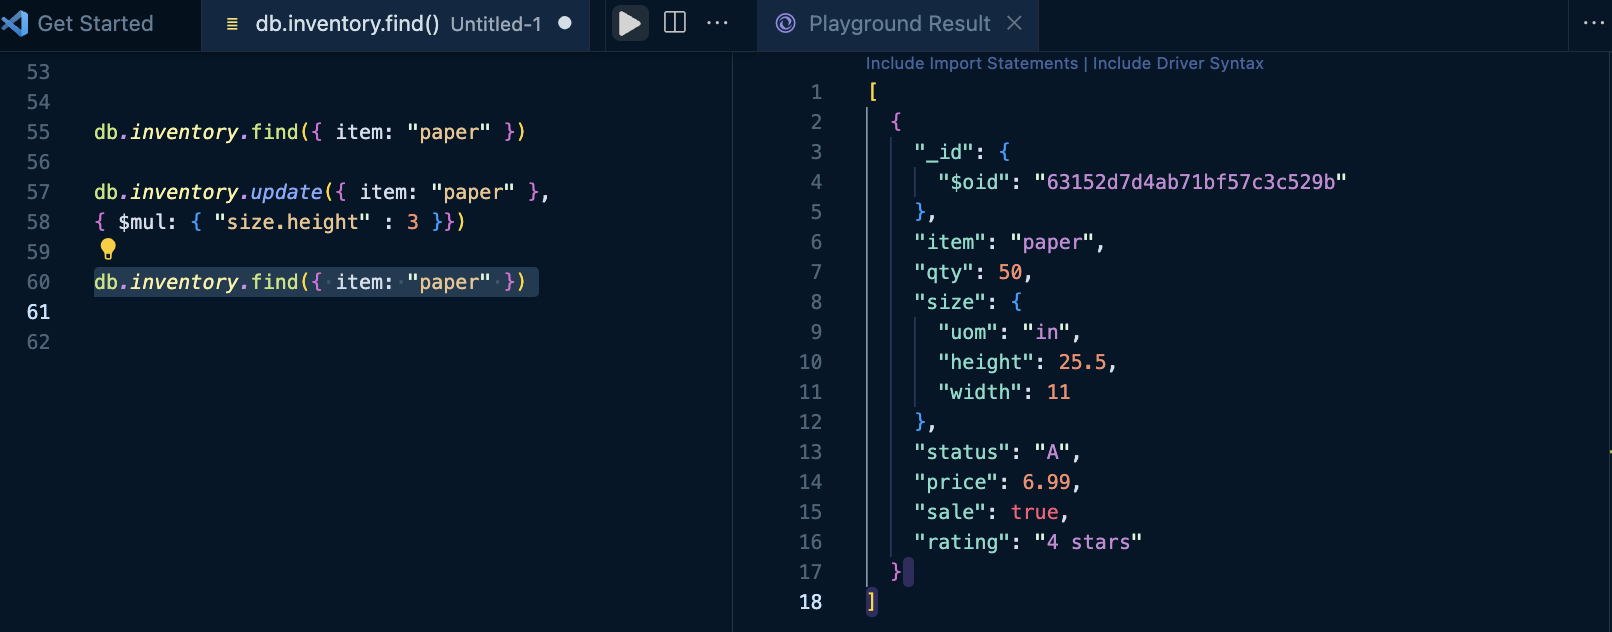 Get Started
db.inventory.find() Untitled-1
Playground Result
53
54
55 db.inventory.find({ item: "paper" })
56
57 db.inventory.update({ item: "paper" },
58 { $mul: { "size.height" : 3 }})
59
60 db.inventory.find({ item: "paper" })
61
62
Include Import Statements | Include Driver Syntax
1 [
2 {
3 "_id": {
4 "$oid": "63152d7d4ab71bf57c3c529b"
5 },
6 "item": "paper",
7 "qty": 50,
8 "size": {
9 "uom": "in",
10 "height": 25.5,
11 "width": 11
12 },
13 "status": "A",
14 "price": 6.99,
15 "sale": true,
16 "rating": "4 stars"
17 }
18 ]